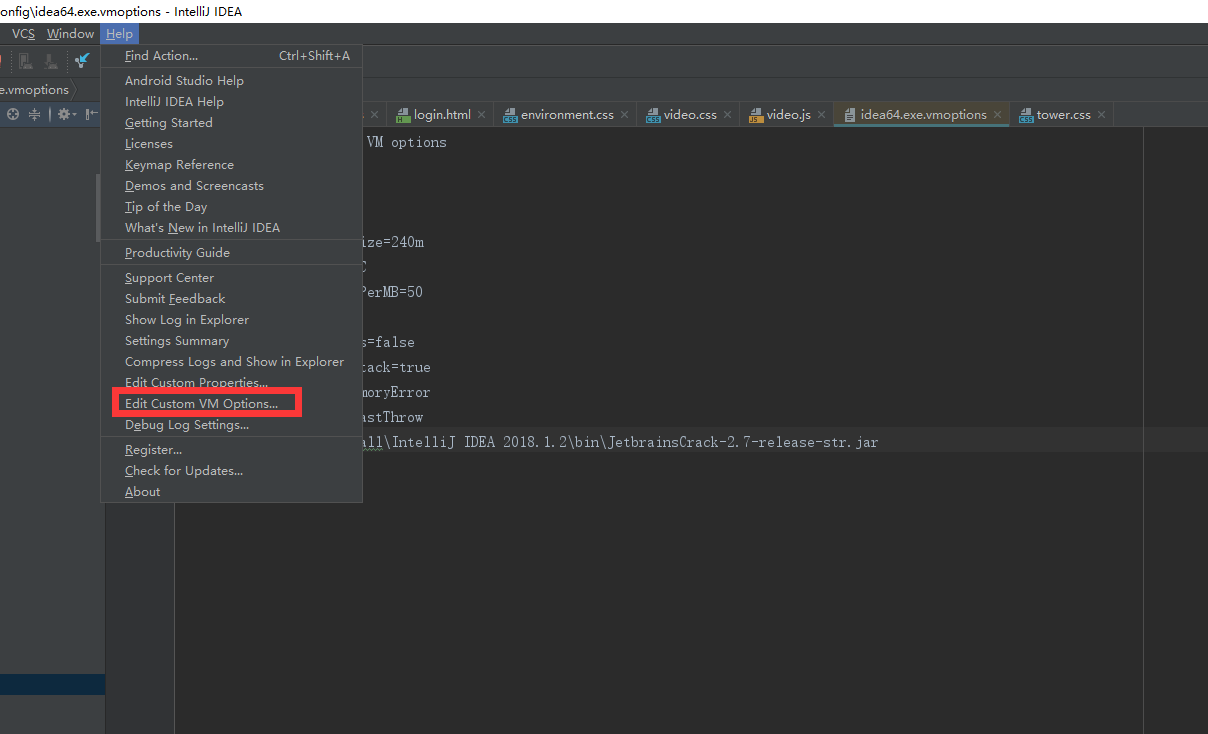 onfig\idea64.exe.vmoptions - IntelliJ IDEA
VCS Window Help
Find Action... Ctrl+Shift+A
Android Studio Help
e.vmoptions
IntelliJ IDEA Help
login.html environment.css video.css video.js idea64.exe.vmoptions tower.css
Getting Started
VM options
Licenses
Keymap Reference
Demos and Screencasts
Tip of the Day
What's New in IntelliJ IDEA
ize=240m
Productivity Guide
C
Support Center
PerMB=50
Submit Feedback
Show Log in Explorer
Settings Summary
s=false
Compress Logs and Show in Explorer
tack=true
Edit Custom Properties...
moryError
Edit Custom VM Options...
astThrow
Debug Log Settings...
all\IntelliJ IDEA 2018.1.2\bin\JetbrainsCrack-2.7-release-str.jar
Register...
Check for Updates...
About